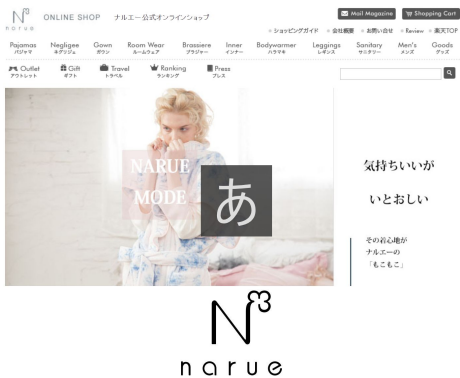 narue
ONLINE SHOP ナルエー公式オンラインショップ
Mail Magazine Shopping Cart
ショッピングガイド 会社概要 お問い合せ Review 楽天TOP
Pajamas Negligee Gown Room Wear Brassiere Inner Bodywarmer Leggings Sanitary Men's Goods
パジャマ ネグリジェ ガウン ルームウェア ブラジャー インナー ハラマキ レギンス サニタリー メンズ グッズ
Outlet Gift Travel Ranking Press
アウトレット ギフト トラベル ランキング プレス
NARUE
MODE
あ
気持ちいいが
いとおしい
その着心地が
ナルエーの
「もこもこ」
narue